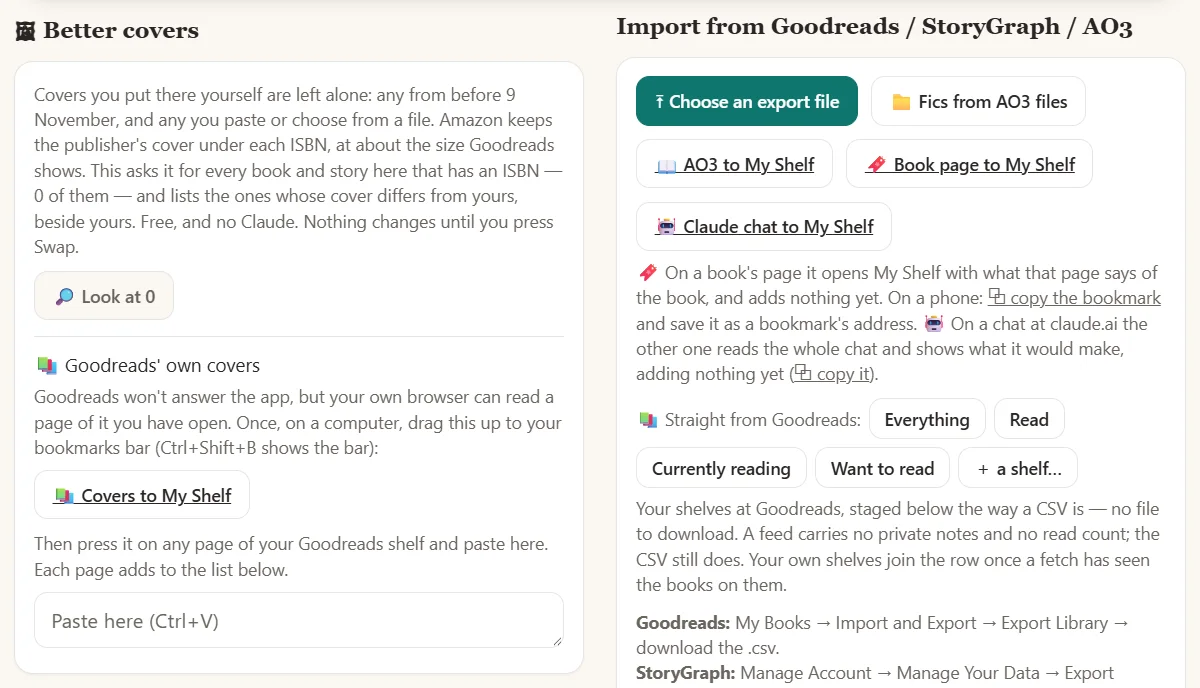 Better covers
Covers you put there yourself are left alone: any from before 9
November, and any you paste or choose from a file. Amazon keeps
the publisher's cover under each ISBN, at about the size Goodreads
shows. This asks it for every book and story here that has an ISBN —
0 of them — and lists the ones whose cover differs from yours,
beside yours. Free, and no Claude. Nothing changes until you press
Swap.
Look at 0
Goodreads' own covers
Goodreads won't answer the app, but your own browser can read a
page of it you have open. Once, on a computer, drag this up to your
bookmarks bar (Ctrl+Shift+B shows the bar):
Covers to My Shelf
Then press it on any page of your Goodreads shelf and paste here.
Each page adds to the list below.
Paste here (Ctrl+V)
Import from Goodreads / StoryGraph / AO3
⤒ Choose an export file
Fics from AO3 files
AO3 to My Shelf
Book page to My Shelf
Claude chat to My Shelf
On a book's page it opens My Shelf with what that page says of
the book, and adds nothing yet. On a phone: copy the bookmark
and save it as a bookmark's address. On a chat at claude.ai the
other one reads the whole chat and shows what it would make,
adding nothing yet (copy it).
Straight from Goodreads: Everything Read
Currently reading Want to read + a shelf...
Your shelves at Goodreads, staged below the way a CSV is — no file
to download. A feed carries no private notes and no read count; the
CSV still does. Your own shelves join the row once a fetch has seen
the books on them.
Goodreads: My Books → Import and Export → Export Library →
download the .csv.
StoryGraph: Manage Account → Manage Your Data → Export